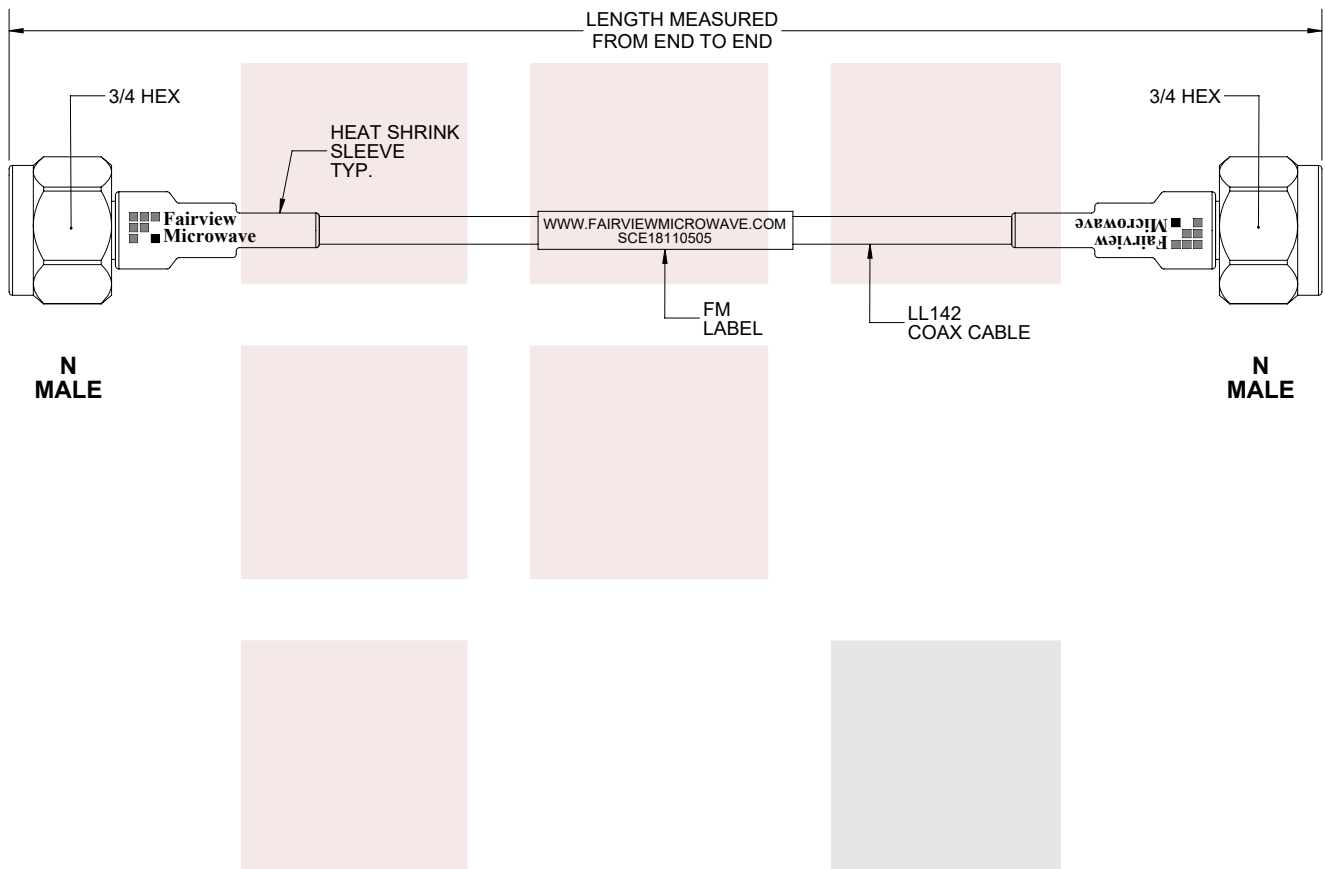 LENGTH MEASURED
FROM END TO END
3/4 HEX
3/4 HEX
HEAT SHRINK
SLEEVE
TYP.
Fairview
Microwave
WWW.FAIRVIEWMICROWAVE.COM
SCE18110505
Fairview
Microwave
FM
LABEL
LL142
COAX CABLE
N
MALE
N
MALE